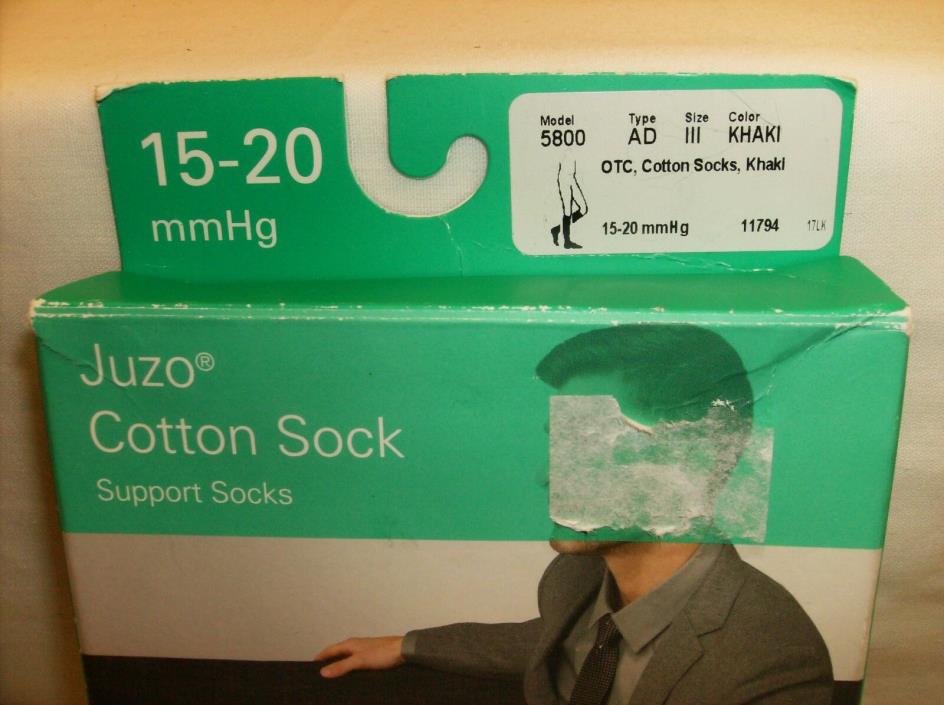 15-20
mmHg
Model Type Size Color
5800 AD III KHAKI
OTC, Cotton Socks, Khaki
15-20 mmHg 11794 17LK
Juzo®
Cotton Sock
Support Socks